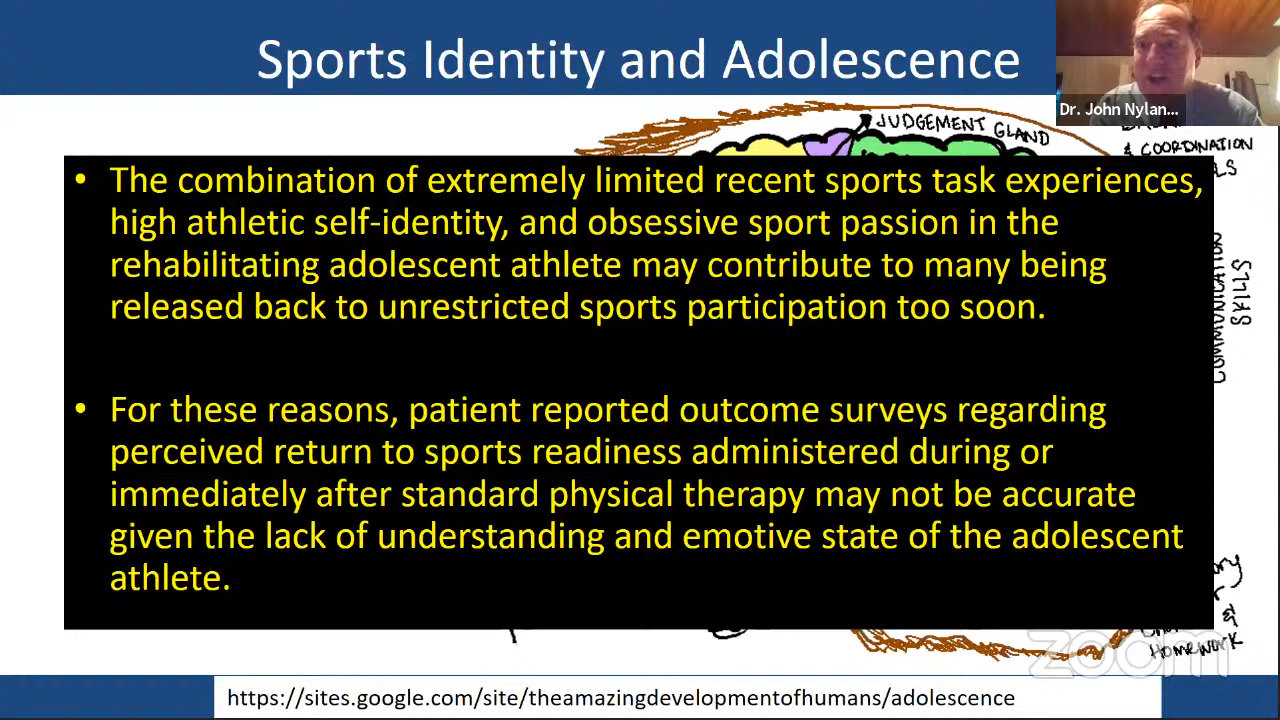 Sports Identity and Adolescence
Dr. John Nylan...
JUDGEMENT GLAND
& COORDINATION
• The combination of extremely limited recent sports task experiences,
high athletic self-identity, and obsessive sport passion in the
rehabilitating adolescent athlete may contribute to many being
released back to unrestricted sports participation too soon.
COMMUNICATION
SKILLS
• For these reasons, patient reported outcome surveys regarding
perceived return to sports readiness administered during or
immediately after standard physical therapy may not be accurate
given the lack of understanding and emotive state of the adolescent
athlete.
&
HOMEWORK
zoom
https://sites.google.com/site/theamazingdevelopmentofhumans/adolescence